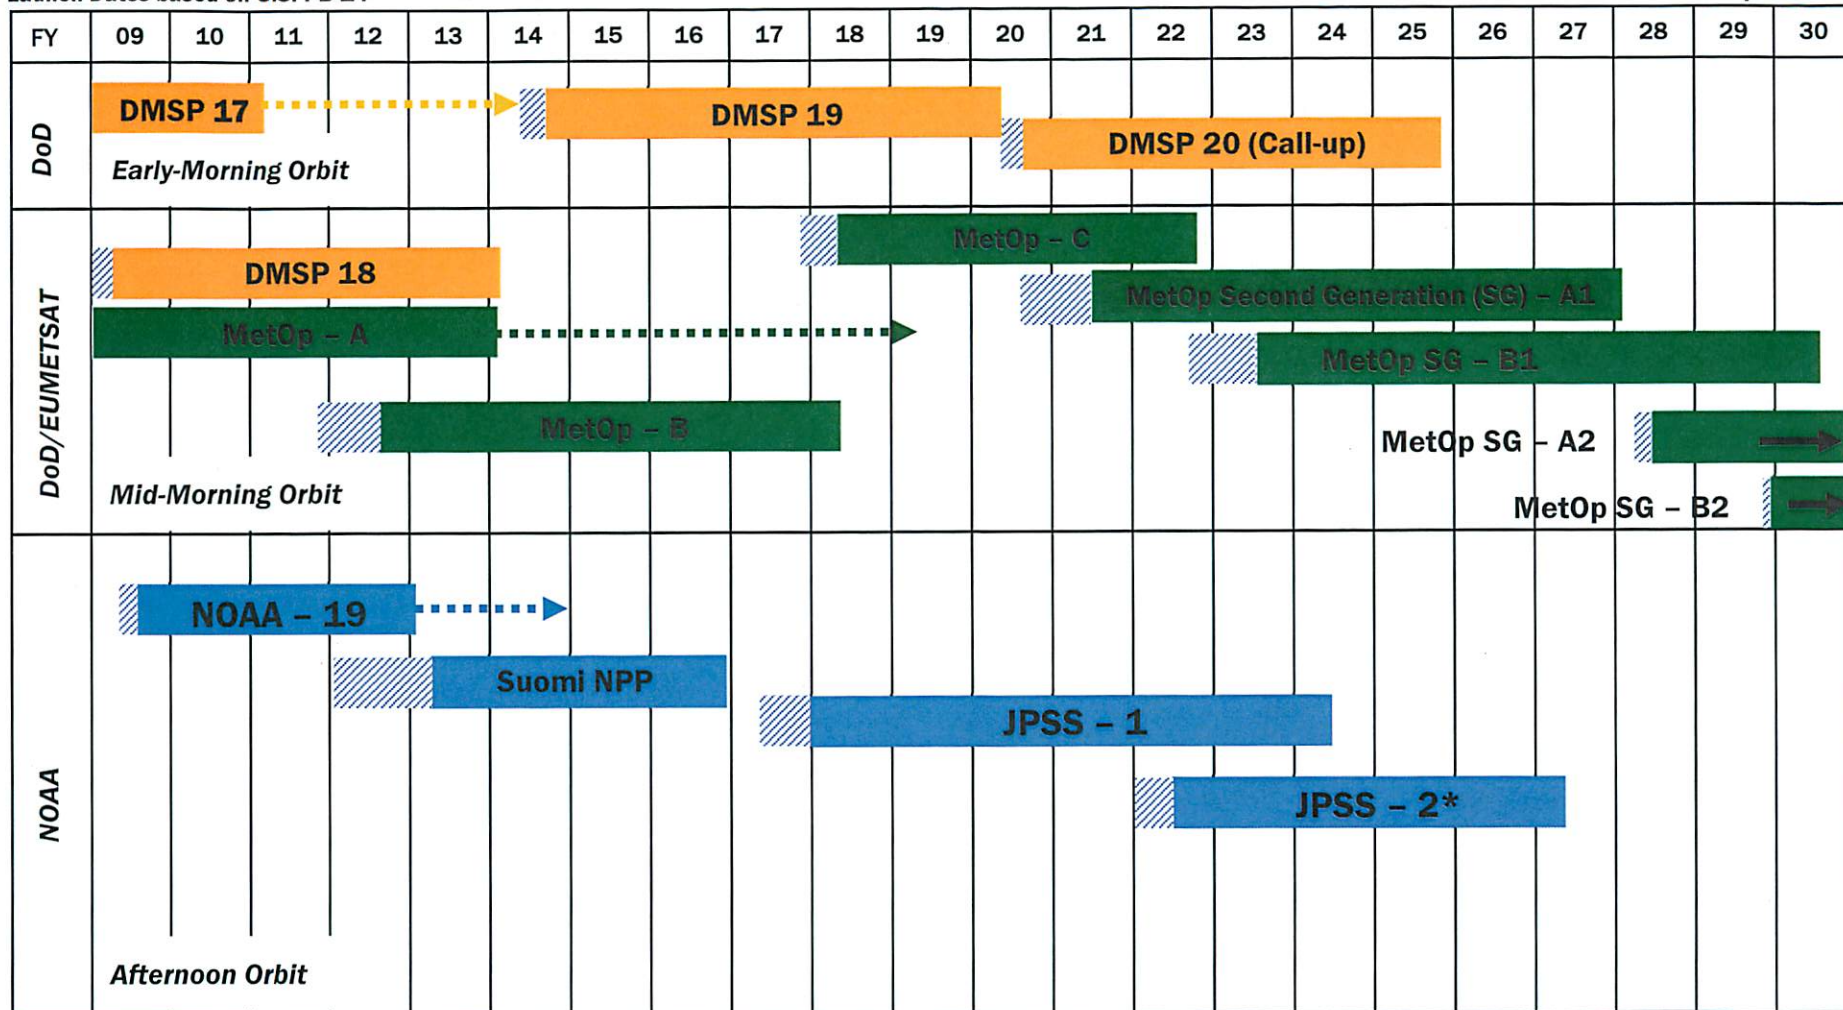 FY 09 10 11 12 13 14 15 16 17 18 19 20 21 22 23 24 25 26 27 28 29 30
DoD
DMSP 17
DMSP 19
DMSP 20 (Call-up)
Early-Morning Orbit
DoD/EUMETSAT
MetOp – C
DMSP 18
MetOp Second Generation (SG) – A1
MetOp – A
MetOp SG – B1
MetOp – B
MetOp SG – A2
Mid-Morning Orbit
MetOp SG – B2
NOAA
NOAA – 19
Suomi NPP
JPSS – 1
JPSS – 2*
Afternoon Orbit